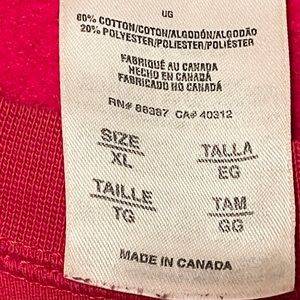 UG
80% COTTON/COTON/ALGODÓN/ALGODÃO
20% POLYESTER/POLIESTER/POLIÉSTER
FABRIQUÉ AU CANADA
HECHO EN CANADA
FABRICADO NO CANADÁ
RN# 86387 CA# 40312
SIZE TALLA
XL EG
TAILLE TAM
TG GG
MADE IN CANADA